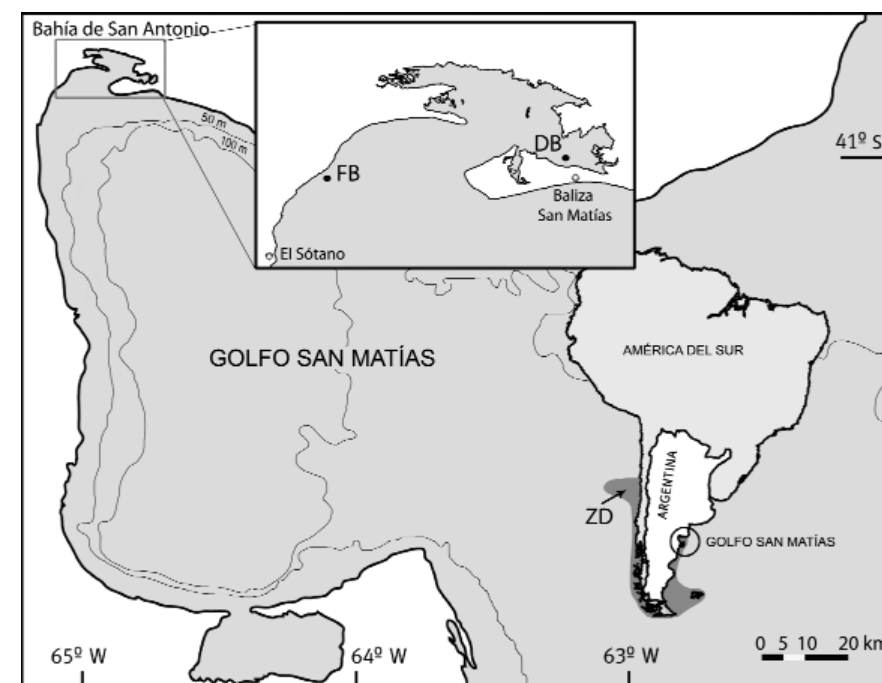 Bahía de San Antonio
50 m
100 m
DB
FB
Baliza
San Matías
El Sótano
41º S
GOLFO SAN MATÍAS
AMÉRICA DEL SUR
ARGENTINA
ZD
GOLFO SAN MATÍAS
65º W
64º W
63º W
0 5 10 20 km